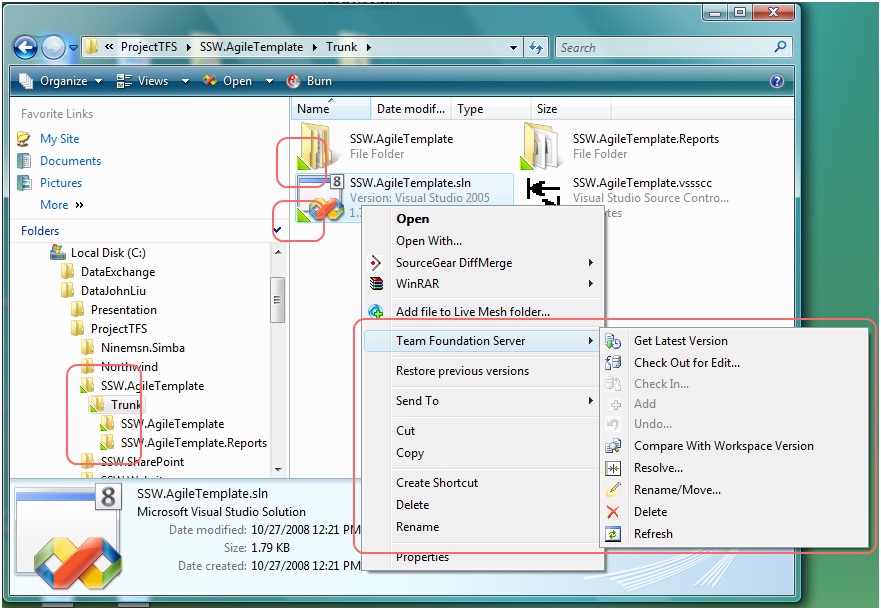 « ProjectTFS ▸ SSW.AgileTemplate ▸ Trunk ▸
Search
Organize Views Open Burn
Favorite Links
My Site
Documents
Pictures
More »
Folders
Local Disk (C:)
DataExchange
DataJohnLiu
Presentation
ProjectTFS
Ninemsn.Simba
Northwind
SSW.AgileTemplate
Trunk
SSW.AgileTemplate
SSW.AgileTemplate.Reports
SSW.SharePoint
Name Date modif... Type Size
SSW.AgileTemplate
File Folder
SSW.AgileTemplate.Reports
File Folder
8
SSW.AgileTemplate.sln
Version: Visual Studio 2005
SSW.AgileTemplate.vssscc
Visual Studio Source Contro...
Open
Open With...
SourceGear DiffMerge
WinRAR
Add file to Live Mesh folder...
Team Foundation Server
Restore previous versions
Send To
Cut
Copy
Create Shortcut
Delete
Rename
Properties
Get Latest Version
Check Out for Edit...
Check In...
Add
Undo...
Compare With Workspace Version
Resolve...
Rename/Move...
Delete
Refresh
8
SSW.AgileTemplate.sln
Microsoft Visual Studio Solution
Date modified: 10/27/2008 12:21 PM
Size: 1.79 KB
Date created: 10/27/2008 12:21 PM